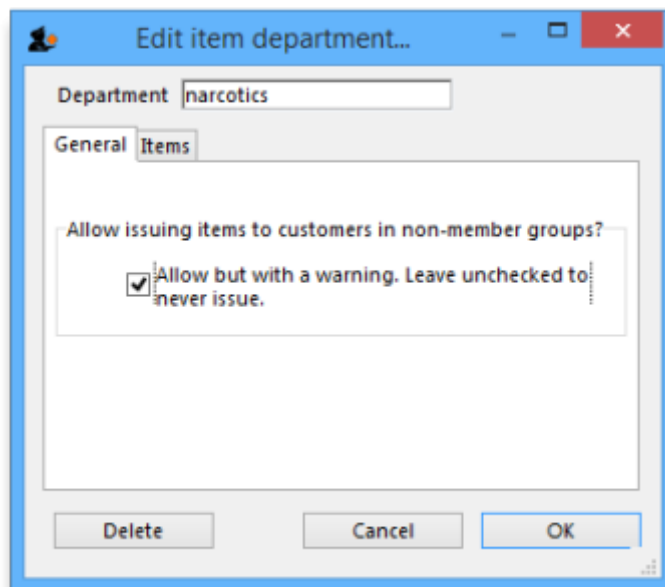 Edit item department...
Department narcotics
General Items
Allow issuing items to customers in non-member groups?
Allow but with a warning. Leave unchecked to
never issue.
Delete Cancel OK